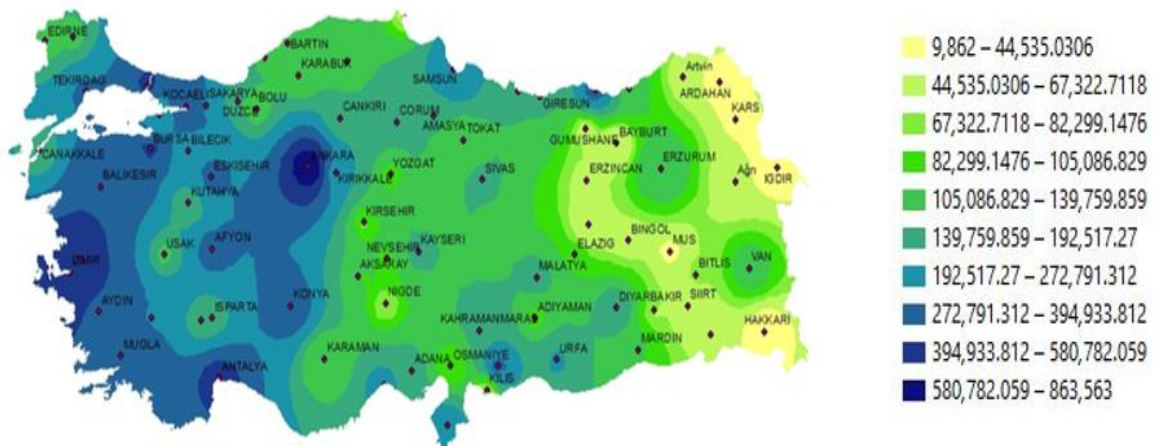 EDIRNE
BARTIN
KARABUK
TEKIRDAG
KOCAELI
SAKARYA
DUZCE
BOLU
CANKIRI
SAMSUN
CORUM
AMASYA
TOKAT
GIRESUN
Artvin
ARDAHAN
KARS
GUMUSHANE
BAYBURT
CANAKKALE
BURSA
BILECIK
ANKARA
ESKISEHIR
KIRIKKALE
YOZGAT
SIVAS
ERZINCAN
ERZURUM
IGDIR
BALIKESIR
KUTAHYA
KIRSEHIR
USAK
AFYON
NEVSEHIR
KAYSERI
ELAZIG
BINGOL
MUS
BITLIS
VAN
IZMIR
AKSARAY
MALATYA
AYDIN
ISPARTA
KONYA
NIGDE
ADIYAMAN
DIYARBAKIR
SIIRT
KAHRAMANMARAS
HAKKARI
MUGLA
KARAMAN
ADANA
OSMANIYE
URFA
MARDIN
ANTALYA
KILIS
9,862 – 44,535.0306
44,535.0306 – 67,322.7118
67,322.7118 – 82,299.1476
82,299.1476 – 105,086.829
105,086.829 – 139,759.859
139,759.859 – 192,517.27
192,517.27 – 272,791.312
272,791.312 – 394,933.812
394,933.812 – 580,782.059
580,782.059 – 863,563